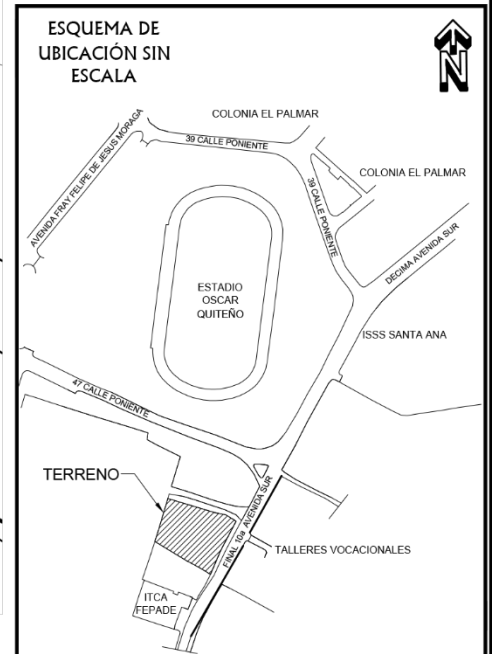 ESQUEMA DE
UBICACIÓN SIN
ESCALA
N
COLONIA EL PALMAR
39 CALLE PONIENTE
AVENIDA FRAY FELIPE DE JESUS MORAGA
COLONIA EL PALMAR
39 CALLE PONIENTE
DECIMA AVENIDA SUR
ESTADIO
OSCAR
QUITEÑO
ISSS SANTA ANA
47 CALLE PONIENTE
TERRENO
FINAL 10a AVENIDA SUR
TALLERES VOCACIONALES
ITCA
FEPADE